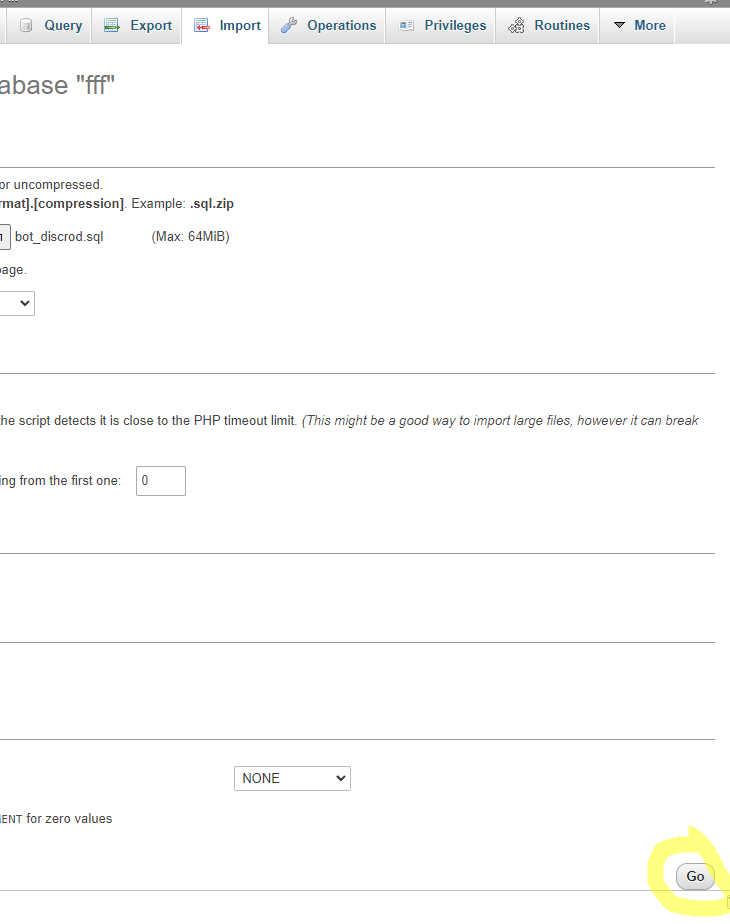 Query Export Import Operations Privileges Routines More
abase "fff"
or uncompressed.
rmat].[compression]. Example: .sql.zip
bot_discrod.sql (Max: 64MiB)
page.
he script detects it is close to the PHP timeout limit. (This might be a good way to import large files, however it can break
ing from the first one: 0
NONE
MENT for zero values
Go